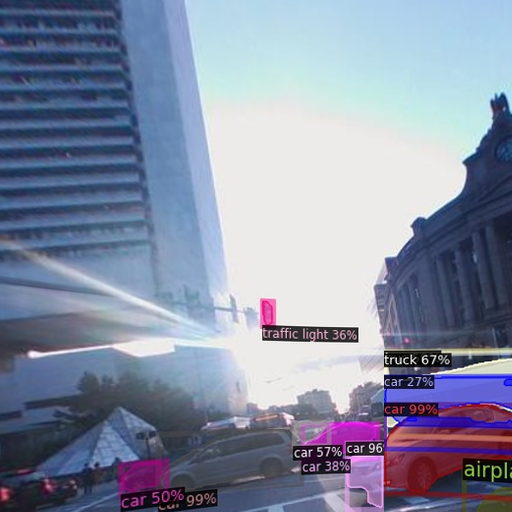 traffic light 36%
truck 67%
car 27%
car 99%
car 57%
car 96
car 38%
airpla
car 50%
car 99%